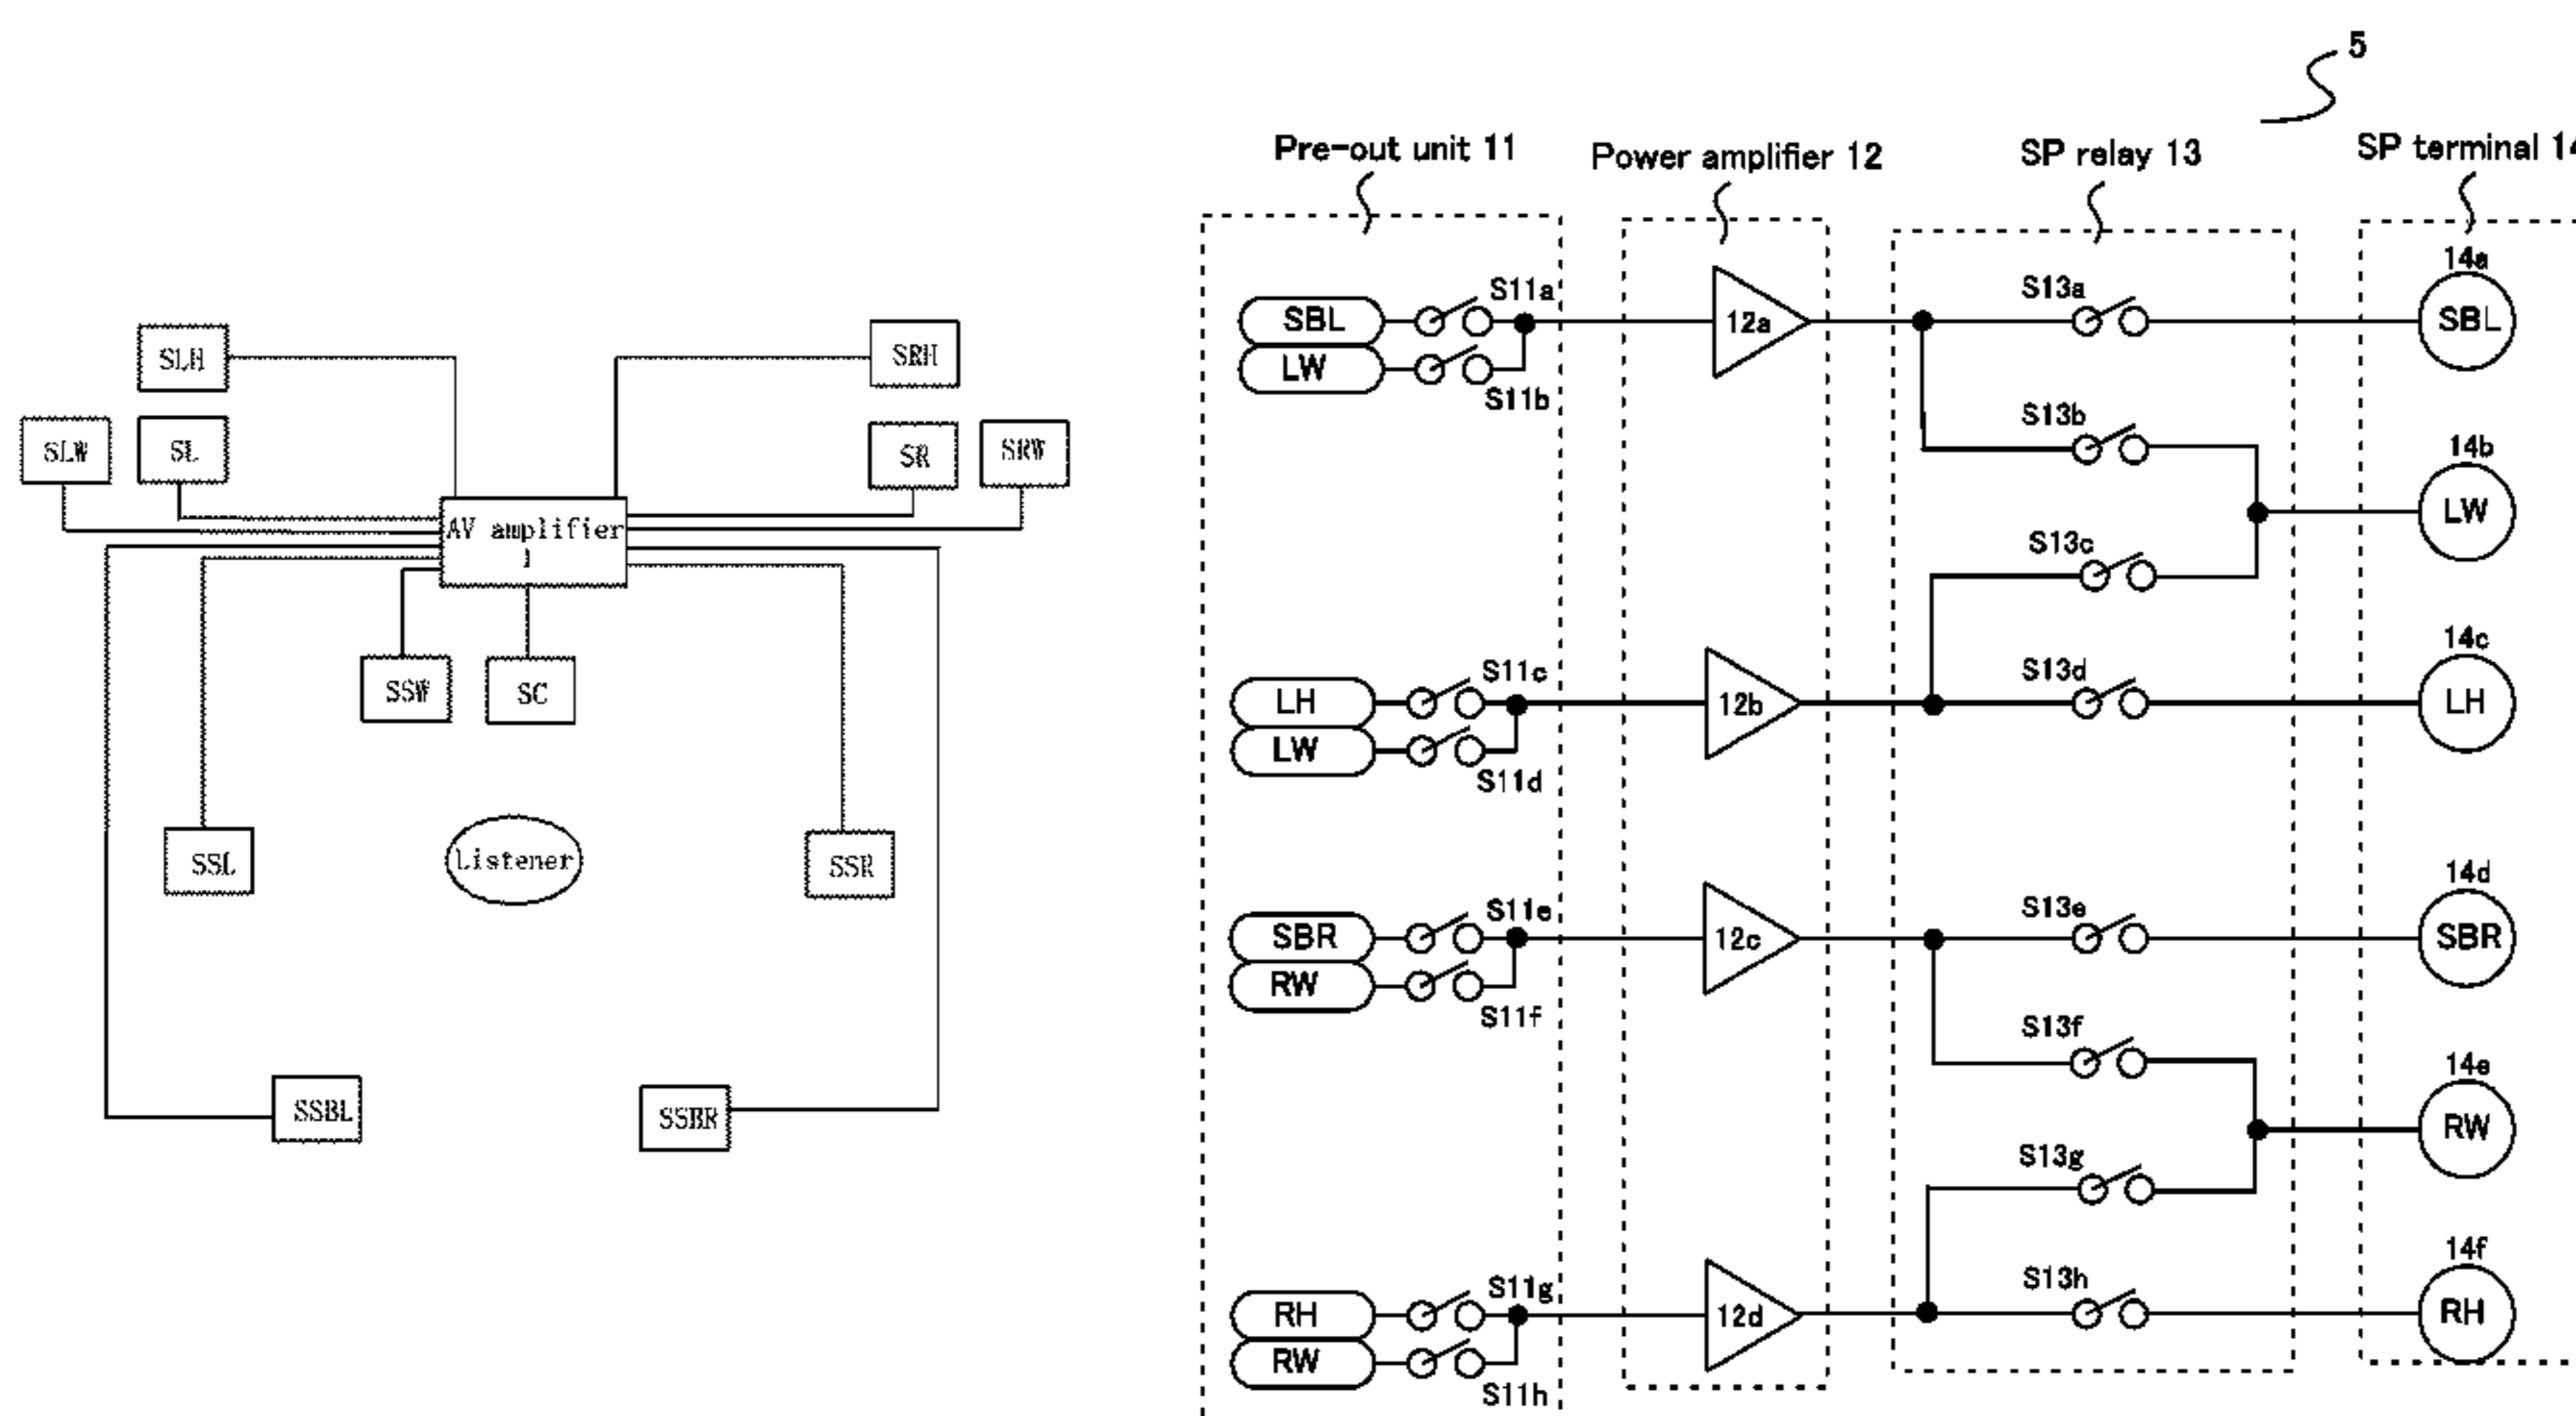 SLH
SRH
SLW
SL
SR
SRW
AV amplifier
1
SSW
SC
SSL
Listener
SSR
SSBL
SSBR
5
Pre-out unit 11
Power amplifier 12
SP relay 13
SP terminal 14
SBL
S11a
12a
S13a
14a
SBL
LW
S11b
S13b
14b
LW
S13c
LH
S11c
12b
S13d
14c
LH
LW
S11d
SBR
S11e
12c
S13e
14d
SBR
RW
S11f
S13f
14e
RW
S13g
RH
S11g
12d
S13h
14f
RH
RW
S11h